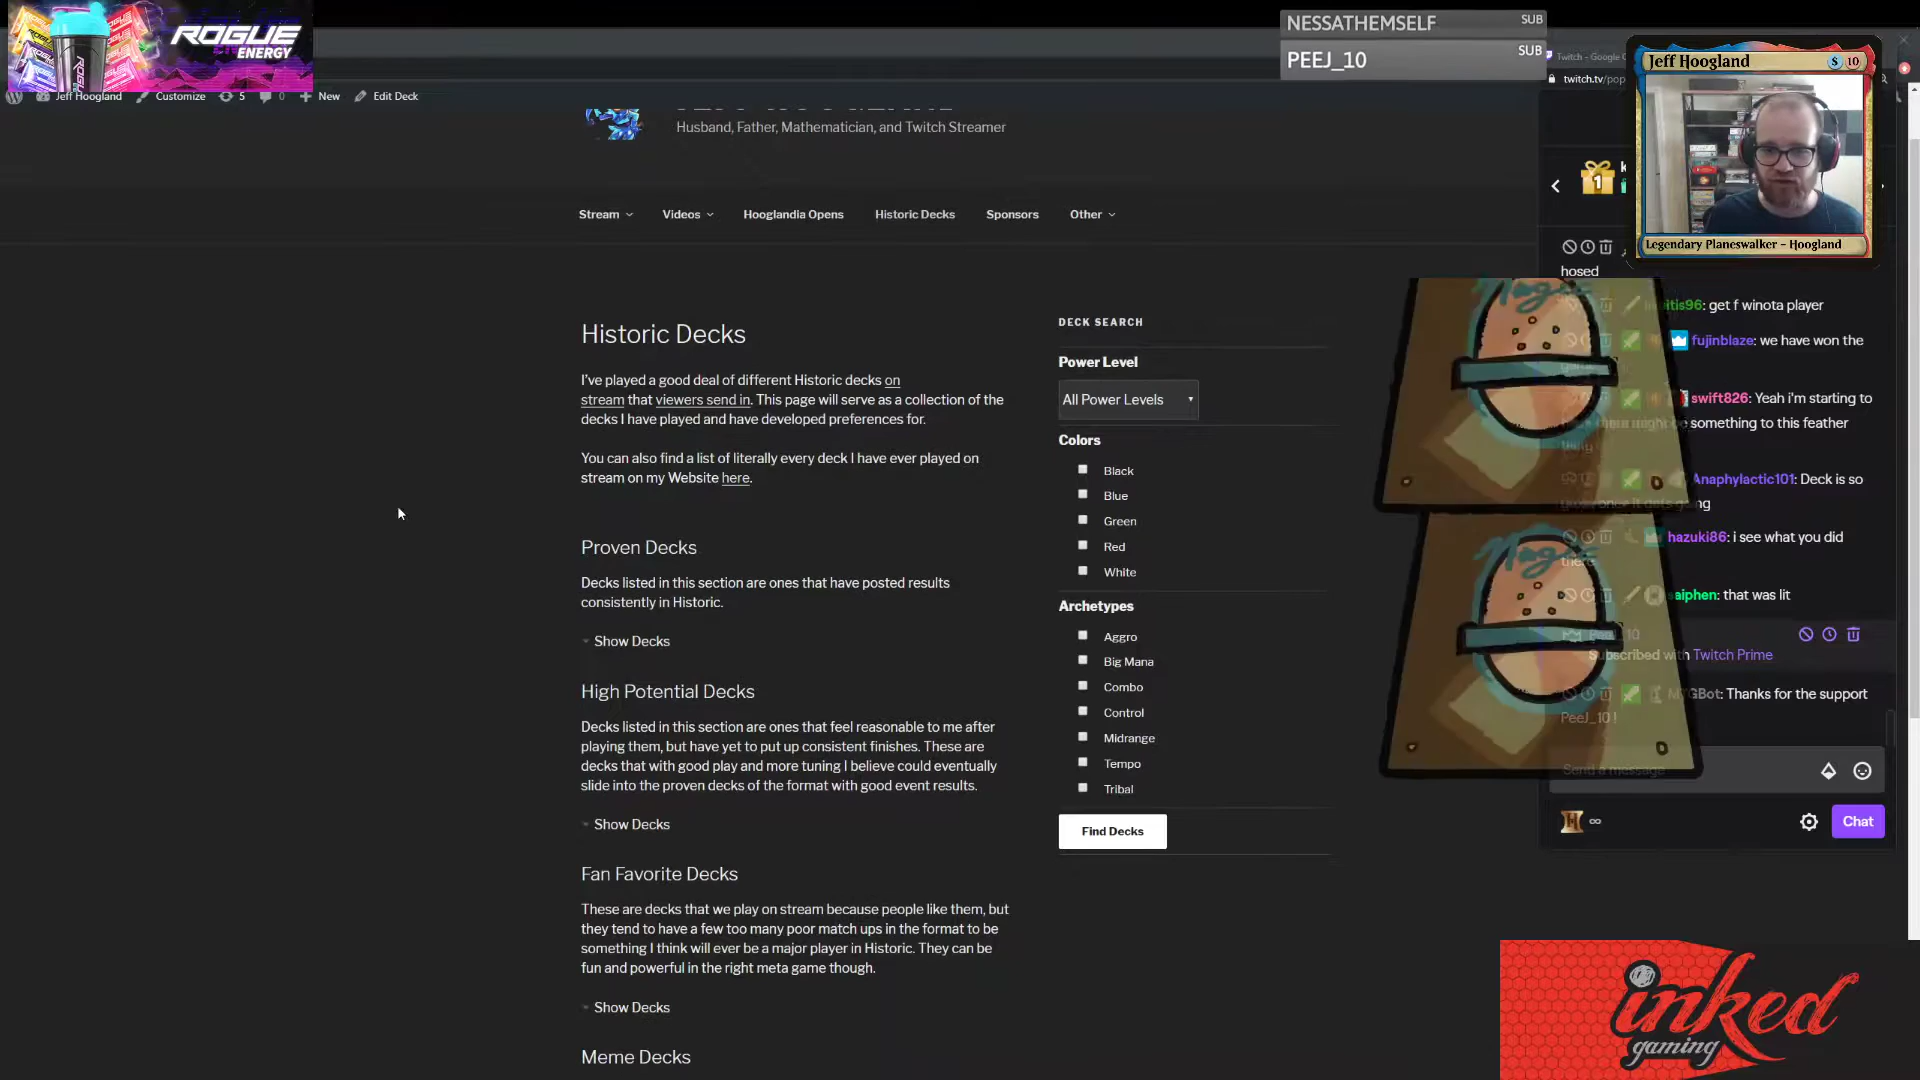 ROGUE
ENERGY
NESSATHEMSELF SUB
PEEJ_10 SUB
Twitch - Google
twitch.tv/pop
Jeff Hoogland 10
Legendary Planeswalker – Hoogland
Jeff Hoogland Customize 5 0 New Edit Deck
Husband, Father, Mathematician, and Twitch Streamer
Stream Videos Hooglandia Opens Historic Decks Sponsors Other
Historic Decks
I've played a good deal of different Historic decks on
stream that viewers send in. This page will serve as a collection of the
decks I have played and have developed preferences for.
You can also find a list of literally every deck I have ever played on
stream on my Website here.
Proven Decks
Decks listed in this section are ones that have posted results
consistently in Historic.
Show Decks
High Potential Decks
Decks listed in this section are ones that feel reasonable to me after
playing them, but have yet to put up consistent finishes. These are
decks that with good play and more tuning I believe could eventually
slide into the proven decks of the format with good event results.
Show Decks
Fan Favorite Decks
These are decks that we play on stream because people like them, but
they tend to have a few too many poor match ups in the format to be
something I think will ever be a major player in Historic. They can be
fun and powerful in the right meta game though.
Show Decks
Meme Decks
DECK SEARCH
Power Level
All Power Levels
Colors
Black
Blue
Green
Red
White
Archetypes
Aggro
Big Mana
Combo
Control
Midrange
Tempo
Tribal
Find Decks
hosed
get f winota player
fujinblaze: we have won the
swift826: Yeah i'm starting to
something to this feather
Anaphylactic101: Deck is so
hazuki86: i see what you did
there
saiphen: that was lit
PeeJ_10
Subscribed with Twitch Prime
MTGBot: Thanks for the support
PeeJ_10 !
Send a message
Chat
Magic
Magic
inked
gaming